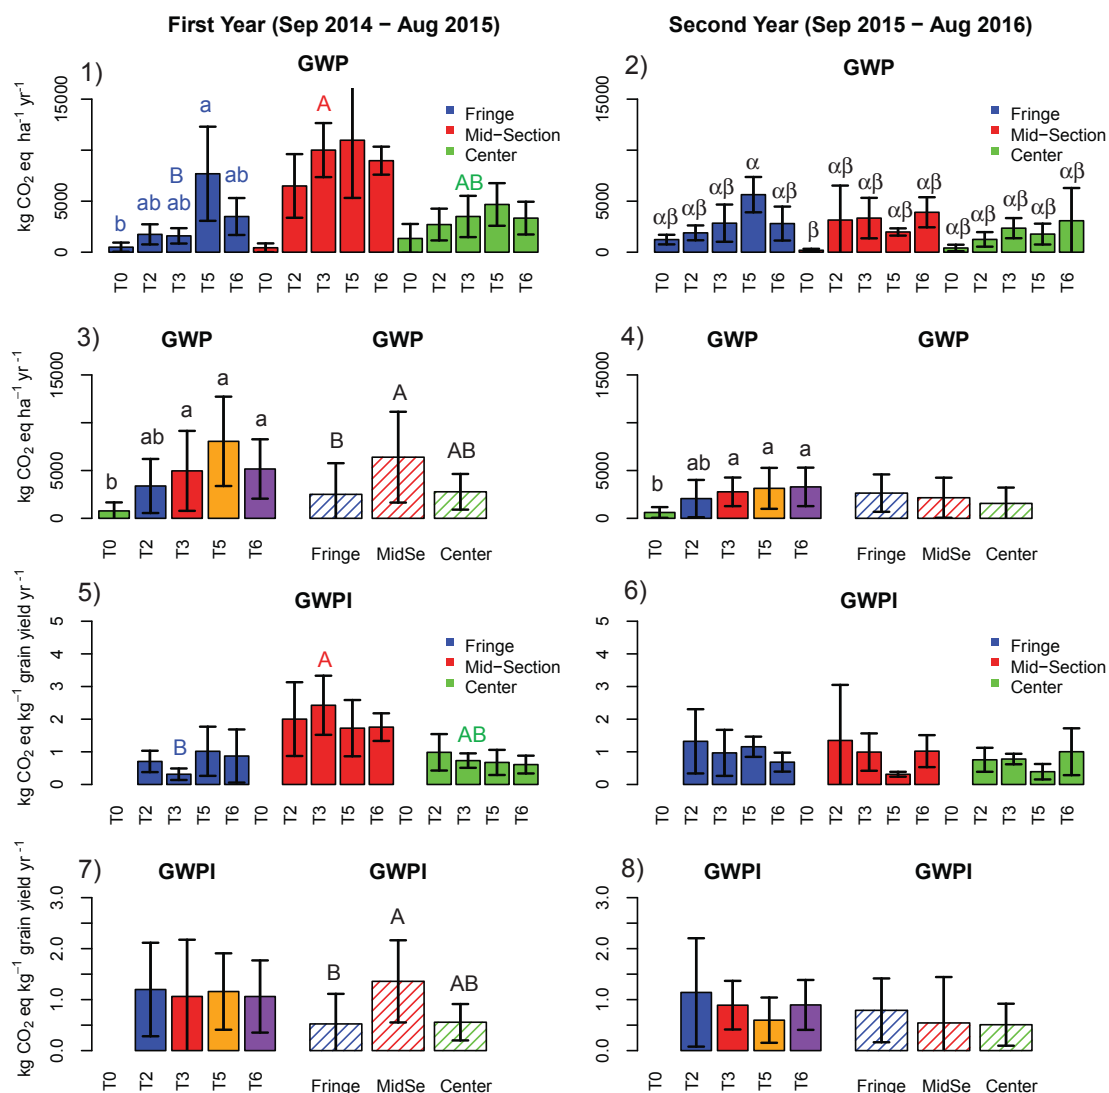 First Year (Sep 2014 − Aug 2015)
Second Year (Sep 2015 − Aug 2016)
1)
GWP
kg CO₂ eq ha⁻¹ yr⁻¹
0 5000 15000
Fringe
Mid−Section
Center
b ab B ab a ab A AB
T0 T2 T3 T5 T6 T0 T2 T3 T5 T6 T0 T2 T3 T5 T6
2)
GWP
0 5000 15000
Fringe
Mid−Section
Center
αβ αβ αβ α αβ β αβ αβ αβ αβ αβ αβ αβ αβ αβ
T0 T2 T3 T5 T6 T0 T2 T3 T5 T6 T0 T2 T3 T5 T6
3)
GWP GWP
kg CO₂ eq ha⁻¹ yr⁻¹
0 5000 15000
b ab a a a B A AB
T0 T2 T3 T5 T6 Fringe MidSe Center
4)
GWP GWP
0 5000 15000
b ab a a a
T0 T2 T3 T5 T6 Fringe MidSe Center
5)
GWPI
kg CO₂ eq kg⁻¹ grain yield yr⁻¹
0 1 2 3 4 5
Fringe
Mid−Section
Center
B A AB
T0 T2 T3 T5 T6 T0 T2 T3 T5 T6 T0 T2 T3 T5 T6
6)
GWPI
0 1 2 3 4 5
Fringe
Mid−Section
Center
T0 T2 T3 T5 T6 T0 T2 T3 T5 T6 T0 T2 T3 T5 T6
7)
GWPI GWPI
kg CO₂ eq kg⁻¹ grain yield yr⁻¹
0.0 1.0 2.0 3.0
B A AB
T0 T2 T3 T5 T6 Fringe MidSe Center
8)
GWPI GWPI
0.0 1.0 2.0 3.0
T0 T2 T3 T5 T6 Fringe MidSe Center